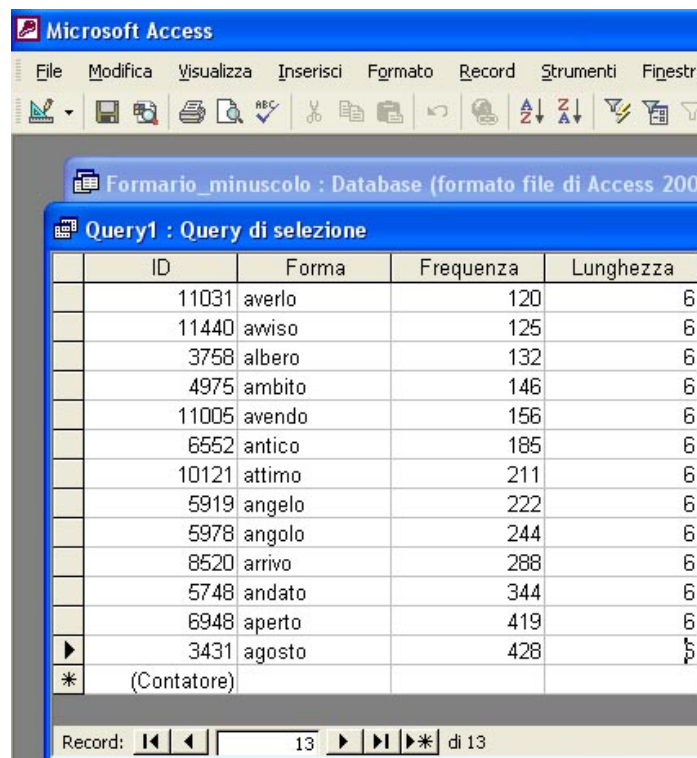 Microsoft Access
File Modifica Visualizza Inserisci Formato Record Strumenti Finestr
ABC A Z Z A
Formario_minuscolo : Database (formato file di Access 200
Query1 : Query di selezione
ID Forma Frequenza Lunghezza
11031 averlo 120 6
11440 avviso 125 6
3758 albero 132 6
4975 ambito 146 6
11005 avendo 156 6
6552 antico 185 6
10121 attimo 211 6
5919 angelo 222 6
5978 angolo 244 6
8520 arrivo 288 6
5748 andato 344 6
6948 aperto 419 6
3431 agosto 428
(Contatore)
Record: 13 di 13